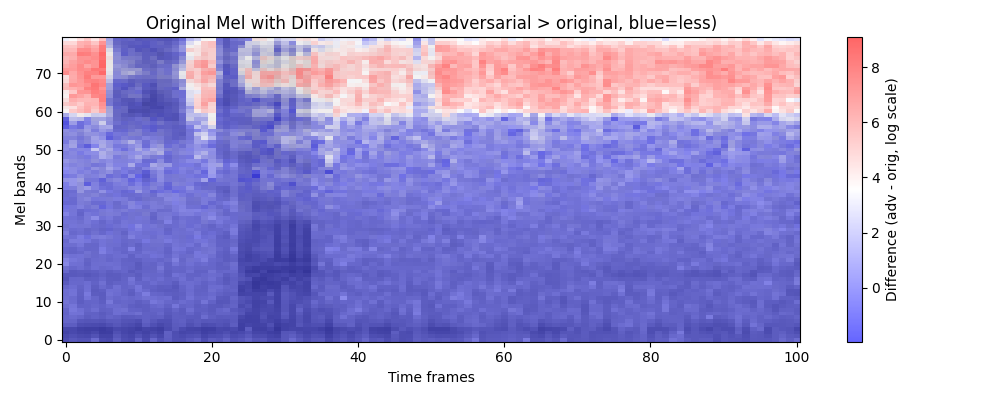 Original Mel with Differences (red=adversarial > original, blue=less)
Mel bands
70
60
50
40
30
20
10
0
0 20 40 60 80 100
Time frames
8
6
4
2
0
Difference (adv - orig, log scale)